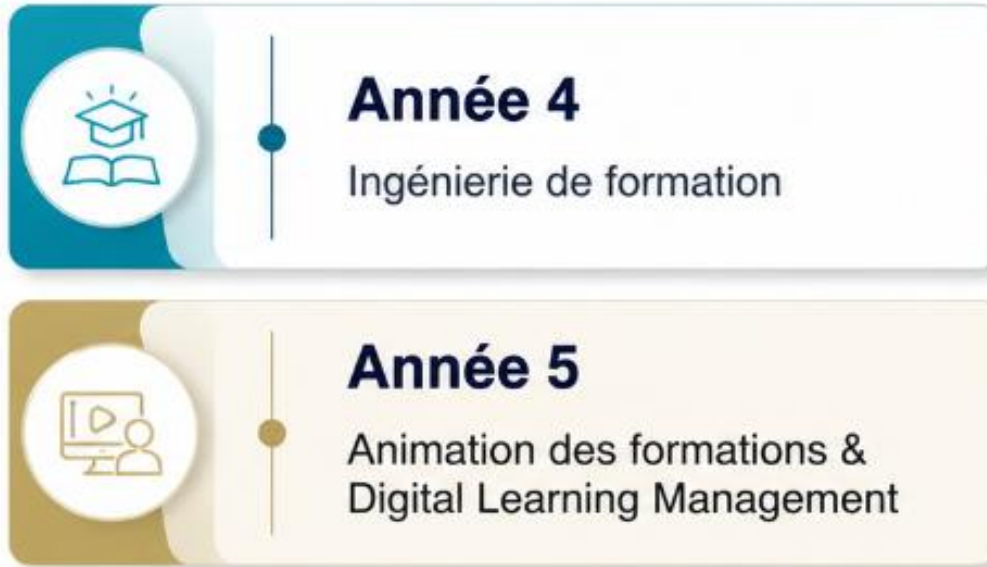 Année 4
Ingénierie de formation
Année 5
Animation des formations &
Digital Learning Management